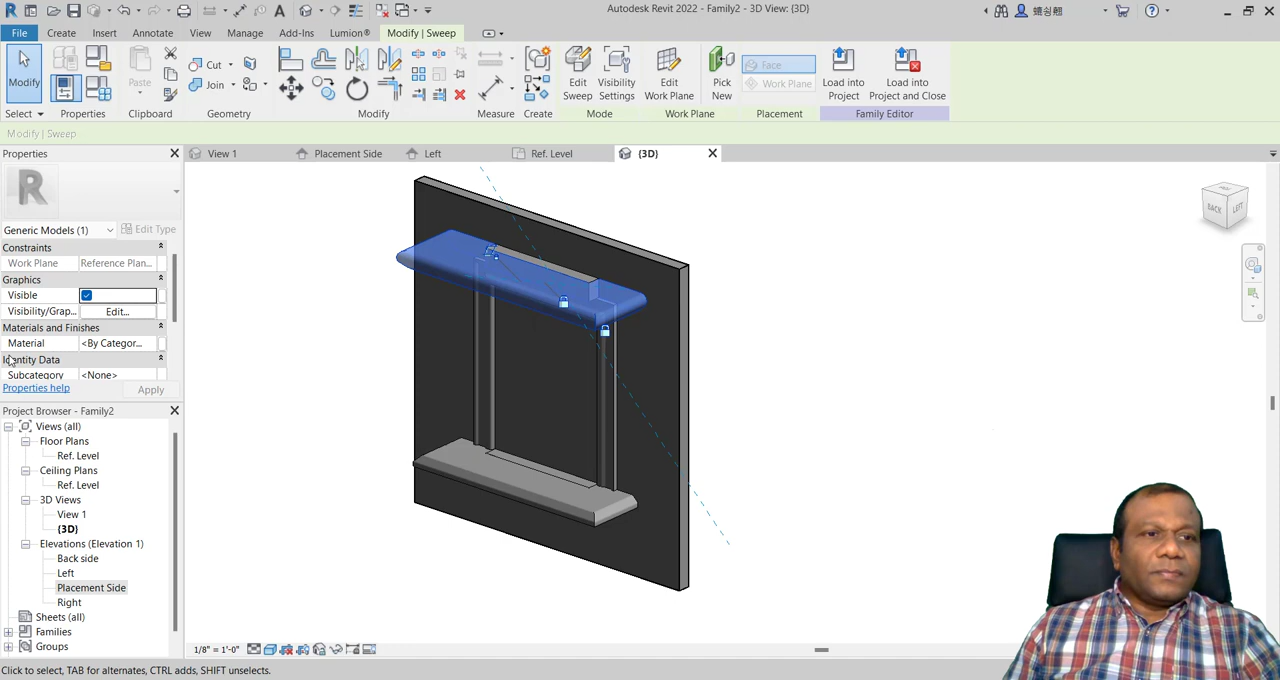 Autodesk Revit 2022 - Family2 - 3D View: {3D}
File Create Insert Annotate View Manage Add-Ins Lumion® Modify | Sweep
Modify
Paste
Cut
Join
Edit Sweep
Visibility Settings
Edit Work Plane
Pick New
Face
Work Plane
Load into Project
Load into Project and Close
Select Properties Clipboard Geometry Modify Measure Create Mode Work Plane Placement Family Editor
Modify | Sweep
Properties
View 1 Placement Side Left Ref. Level (3D)
BACK LEFT
R
Generic Models (1) Edit Type
Constraints
Work Plane Reference Plan...
Graphics
Visible
Visibility/Grap... Edit...
Materials and Finishes
Material <By Categor...
Identity Data
Subcategory <None>
Properties help Apply
Project Browser - Family2
Views (all)
Floor Plans
Ref. Level
Ceiling Plans
Ref. Level
3D Views
View 1
(3D)
Elevations (Elevation 1)
Back side
Left
Placement Side
Right
Sheets (all)
Families
Groups
1/8" = 1'-0"
Click to select, TAB for alternates, CTRL adds, SHIFT unselects.